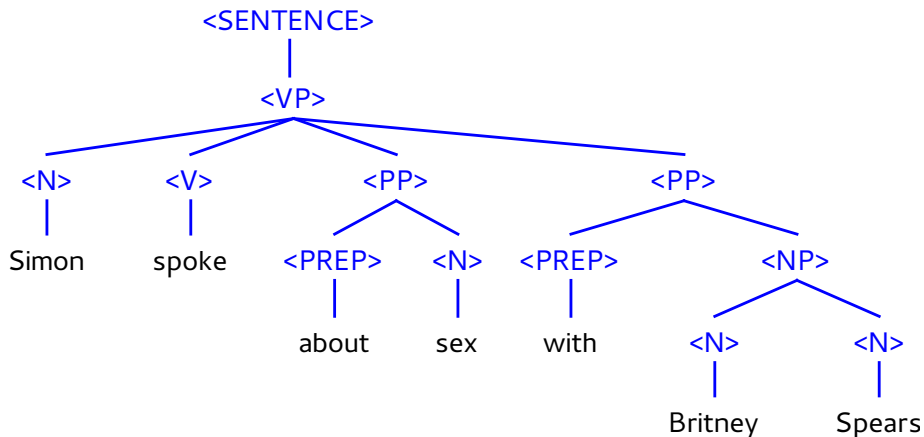 <SENTENCE>
<VP>
<N> <V> <PP> <PP>
Simon spoke <PREP> <N> <PREP> <NP>
about sex with <N> <N>
Britney Spears